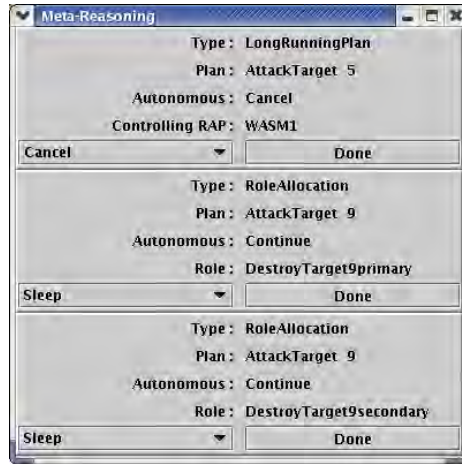 Meta-Reasoning
Type: LongRunningPlan
Plan: AttackTarget 5
Autonomous: Cancel
Controlling RAP: WASM1
Cancel Done
Type: RoleAllocation
Plan: AttackTarget 9
Autonomous: Continue
Role: DestroyTarget9primary
Sleep Done
Type: RoleAllocation
Plan: AttackTarget 9
Autonomous: Continue
Role: DestroyTarget9secondary
Sleep Done